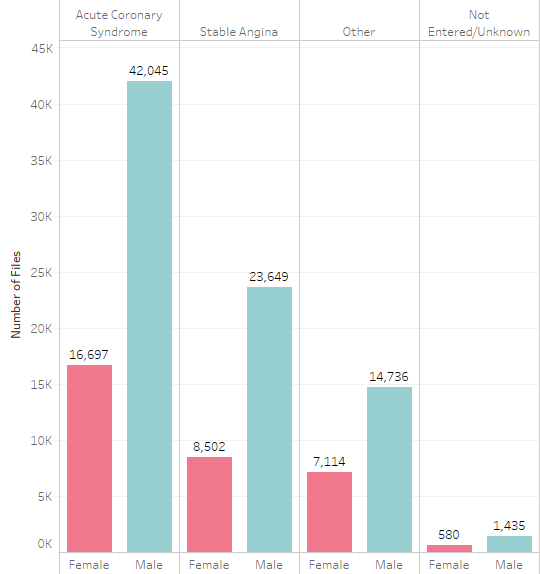 Acute Coronary
Syndrome
Stable Angina
Other
Not
Entered/Unknown
Number of Files
45K
40K
35K
30K
25K
20K
15K
10K
5K
0K
16,697
42,045
8,502
23,649
7,114
14,736
580
1,435
Female
Male
Female
Male
Female
Male
Female
Male